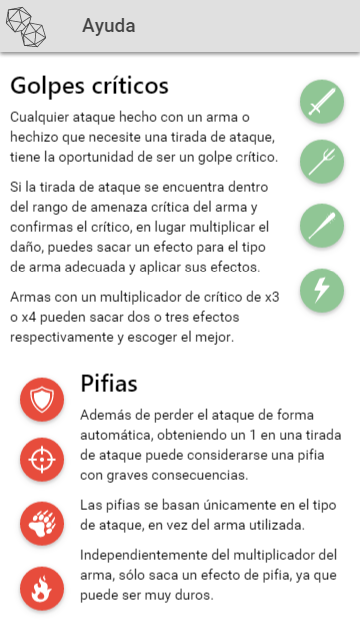 Ayuda
Golpes críticos
Cualquier ataque hecho con un arma o
hechizo que necesite una tirada de ataque,
tiene la oportunidad de ser un golpe crítico.
Si la tirada de ataque se encuentra dentro
del rango de amenaza crítica del arma y
confirmas el crítico, en lugar multiplicar el
daño, puedes sacar un efecto para el tipo
de arma adecuada y aplicar sus efectos.
Armas con un multiplicador de crítico de x3
o x4 pueden sacar dos o tres efectos
respectivamente y escoger el mejor.
Pifias
Además de perder el ataque de forma
automática, obteniendo un 1 en una tirada
de ataque puede considerarse una pifia
con graves consecuencias.
Las pifias se basan únicamente en el tipo
de ataque, en vez del arma utilizada.
Independientemente del multiplicador del
arma, sólo saca un efecto de pifia, ya que
puede ser muy duros.